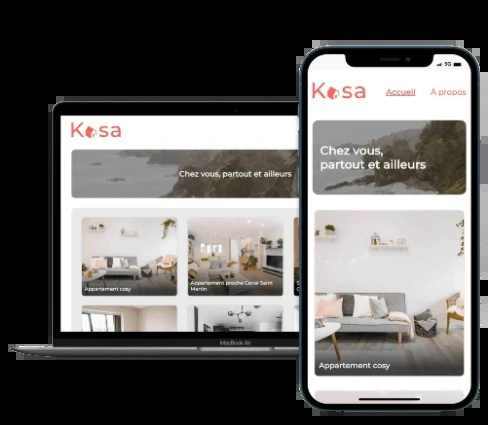 Kasa
Chez vous, partout et ailleurs
Appartement cosy
Appartement proche Canal Saint
Martin
MacBook Air
5G
Kasa
Accueil
À propos
Chez vous,
partout et ailleurs
Appartement cosy